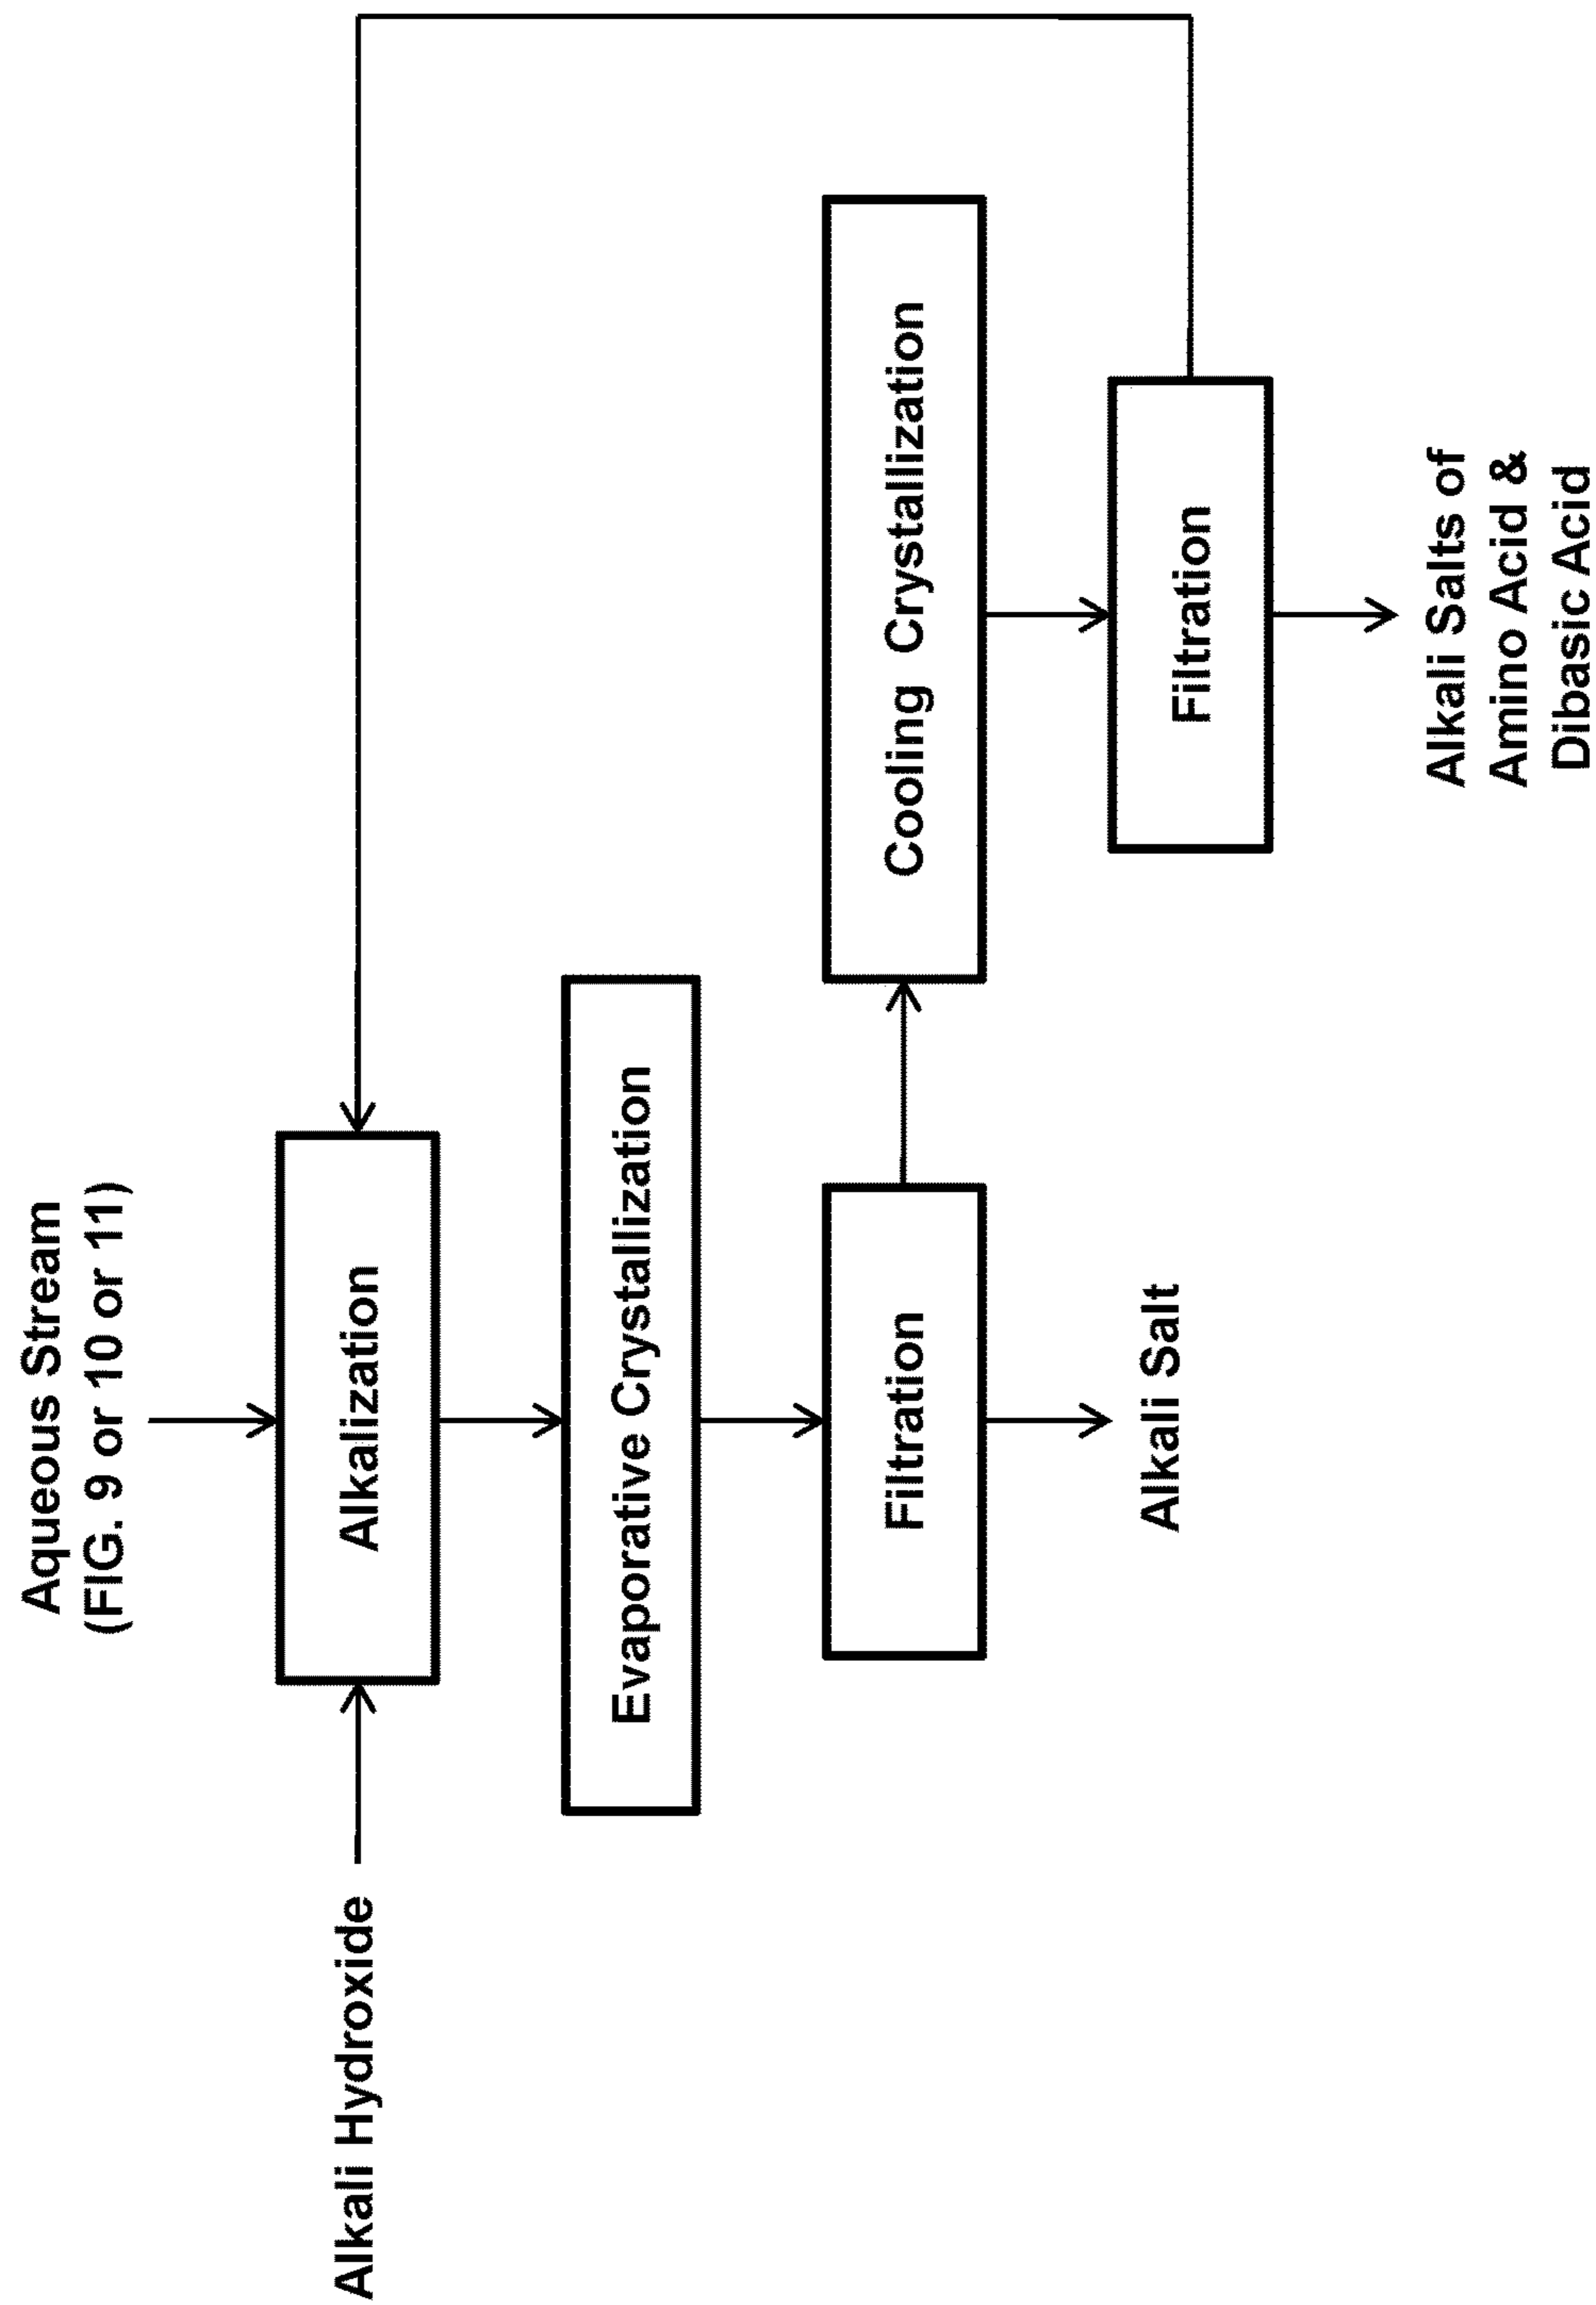 Aqueous Stream
(FIG. 9 or 10 or 11)
Alkali Hydroxide
Alkalization
Evaporative Crystallization
Filtration
Cooling Crystallization
Alkali Salt
Filtration
Alkali Salts of
Amino Acid &
Dibasic Acid